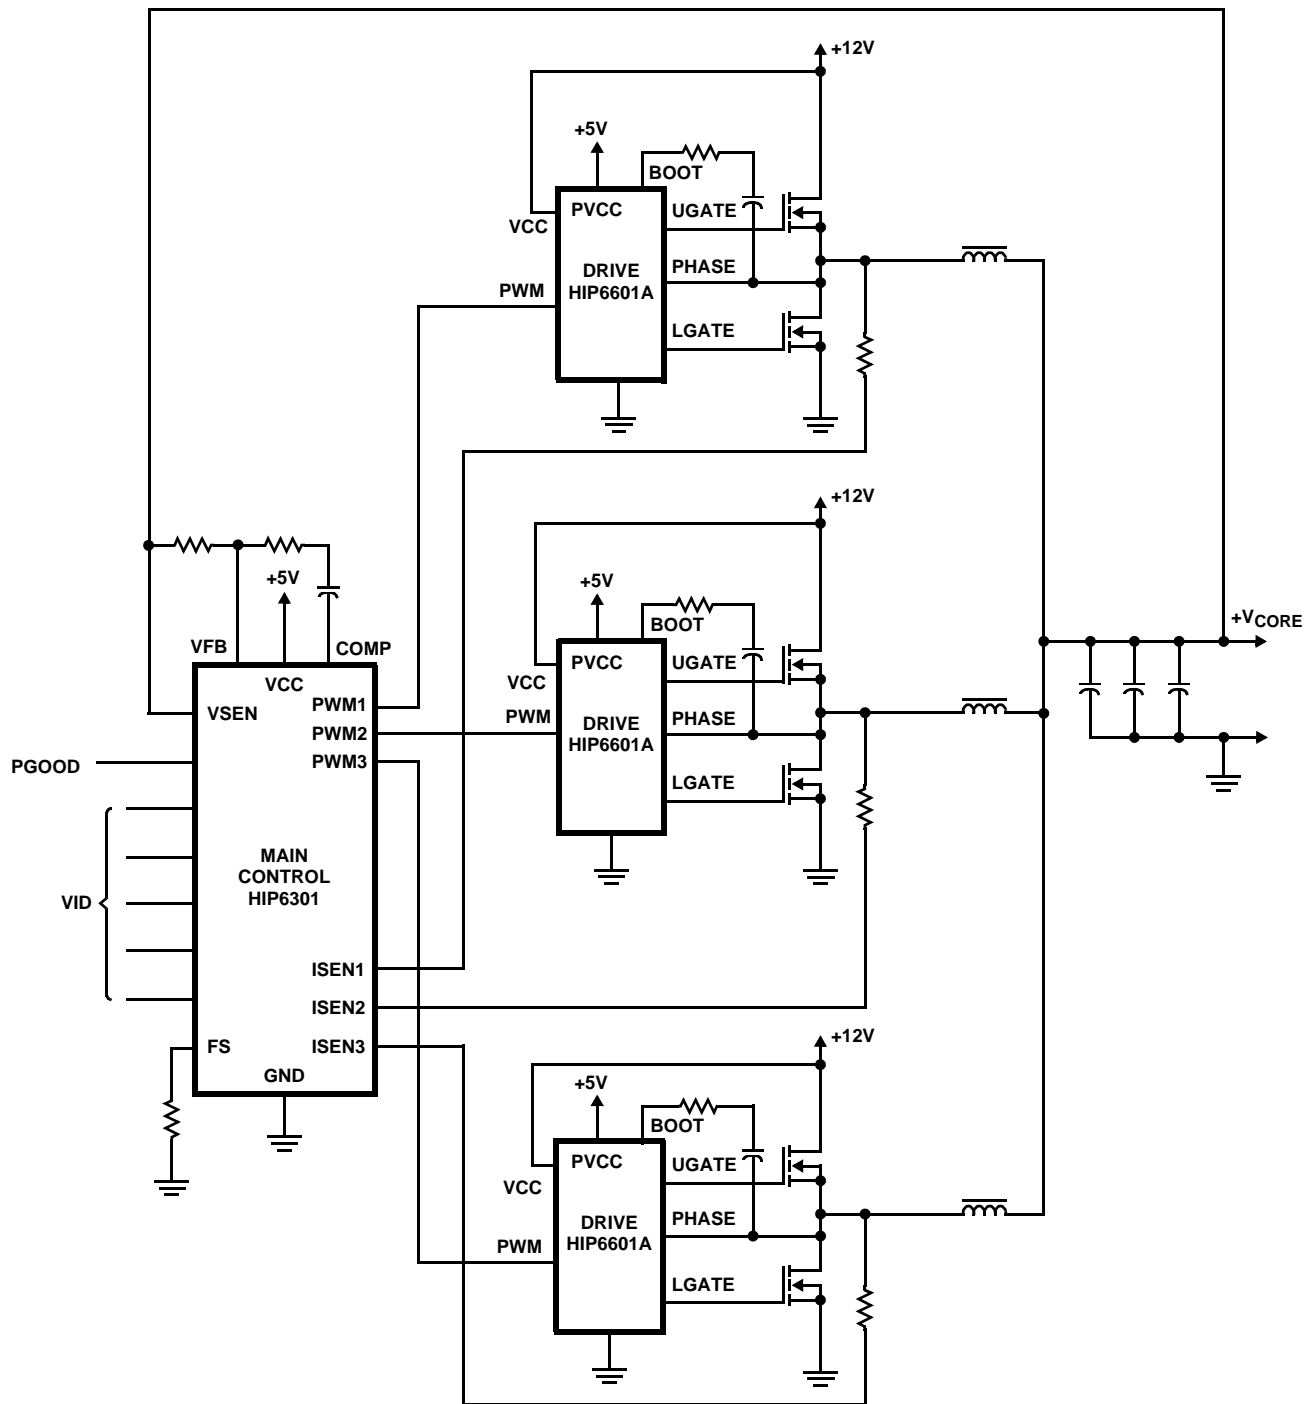 +12V
+5V
BOOT
PVCC
UGATE
VCC
DRIVE
HIP6601A
PHASE
PWM
LGATE
+12V
+5V
BOOT
PVCC
UGATE
VCC
PWM
DRIVE
HIP6601A
PHASE
LGATE
+5V
VFB
COMP
VCC
VSEN
PWM1
PWM2
PWM3
PGOOD
MAIN
CONTROL
HIP6301
VID
ISEN1
ISEN2
ISEN3
FS
GND
+VCORE
+12V
+5V
BOOT
PVCC
UGATE
VCC
DRIVE
HIP6601A
PHASE
PWM
LGATE